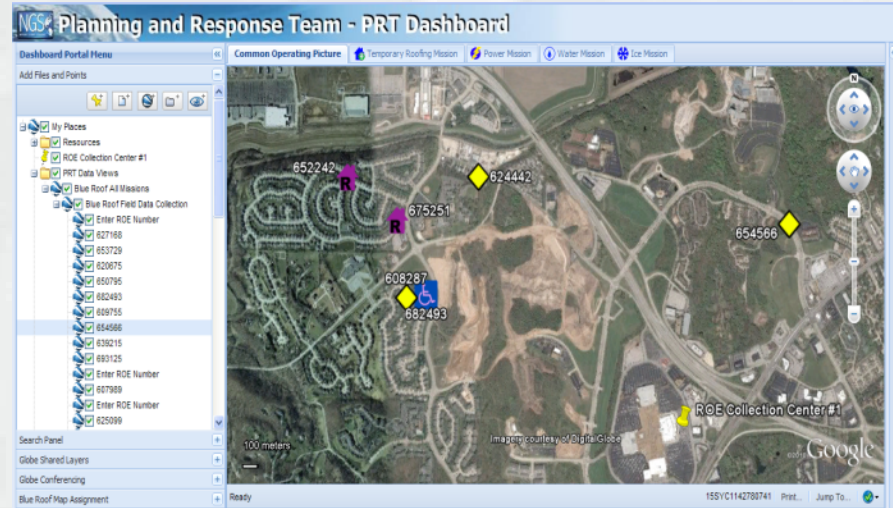 NGS Planning and Response Team - PRT Dashboard
Dashboard Portal Menu
Add Files and Points
My Places
Resources
ROE Collection Center #1
PRT Data Views
Blue Roof All Missions
Blue Roof Field Data Collection
Enter ROE Number
627168
653729
620675
650795
682493
609755
654566
639215
693125
Enter ROE Number
687989
Enter ROE Number
625099
Search Panel
Globe Shared Layers
Globe Conferencing
Blue Roof Map Assignment
Common Operating Picture
Temporary Roofing Mission
Power Mission
Water Mission
Ice Mission
N
652242
R
624442
675251
R
654566
608287
682493
ROE Collection Center #1
100 meters
Imagery courtesy of Digital Globe
©2010 Google
Ready
15SYC1142780741
Print...
Jump To...